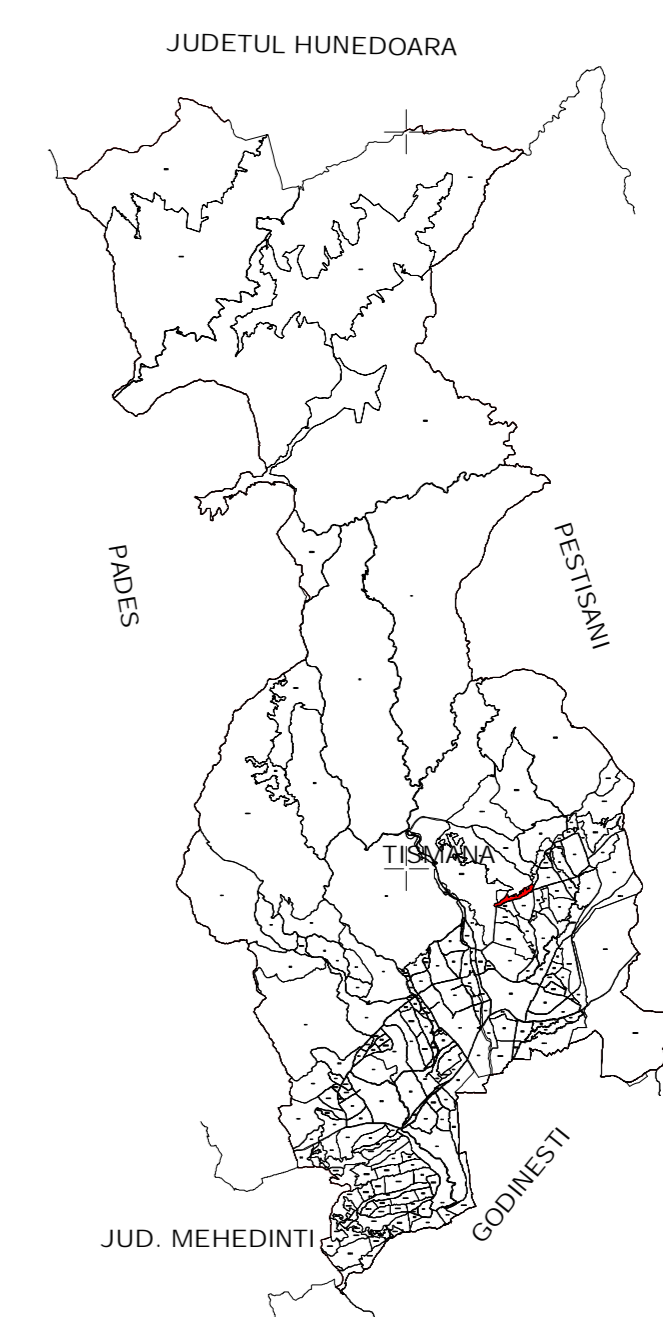 JUDETUL HUNEDOARA
PADES
PESTISANI
TISMANA
GODINESTI
JUD. MEHEDINTI